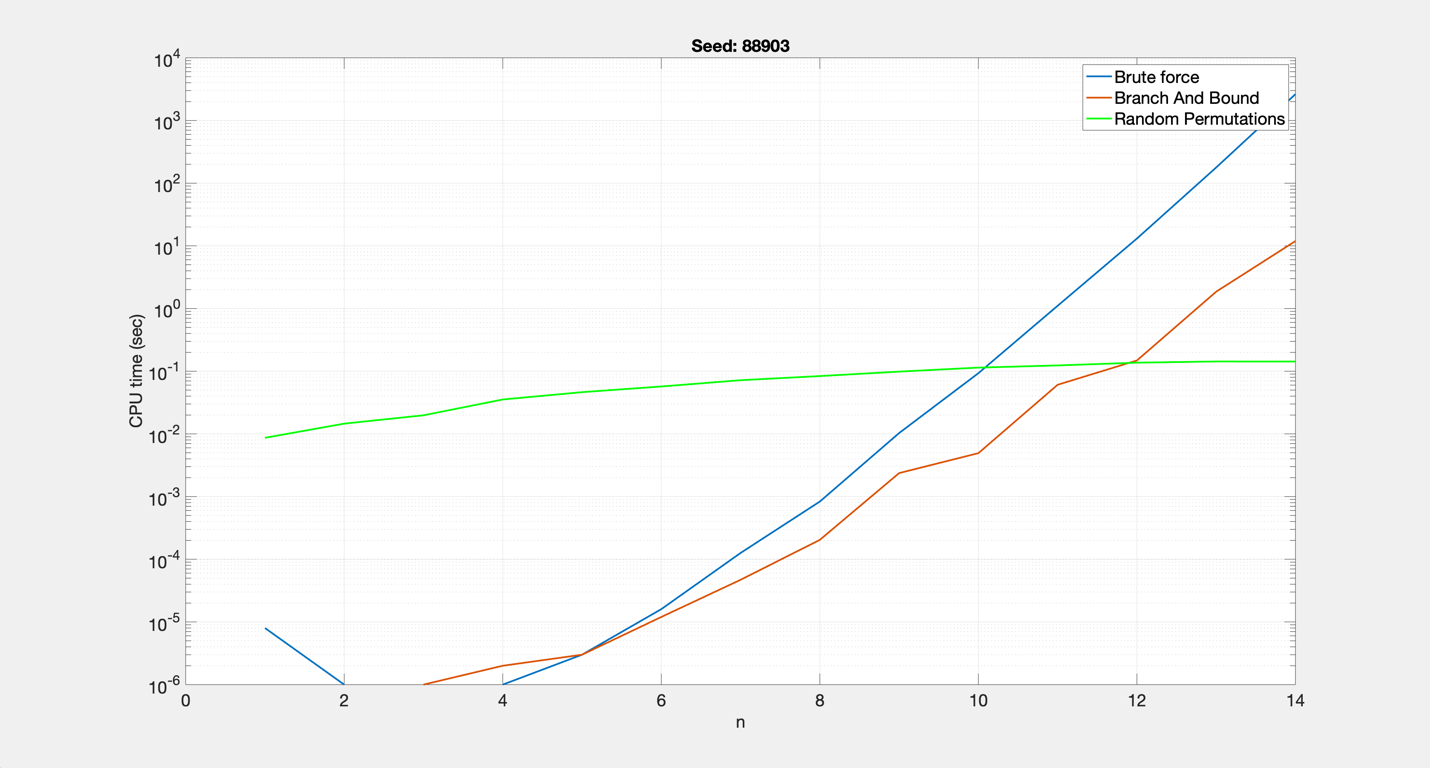 Seed: 88903
Brute force
Branch And Bound
Random Permutations
CPU time (sec)
10^4
10^3
10^2
10^1
10^0
10^-1
10^-2
10^-3
10^-4
10^-5
10^-6
0 2 4 6 8 10 12 14
n